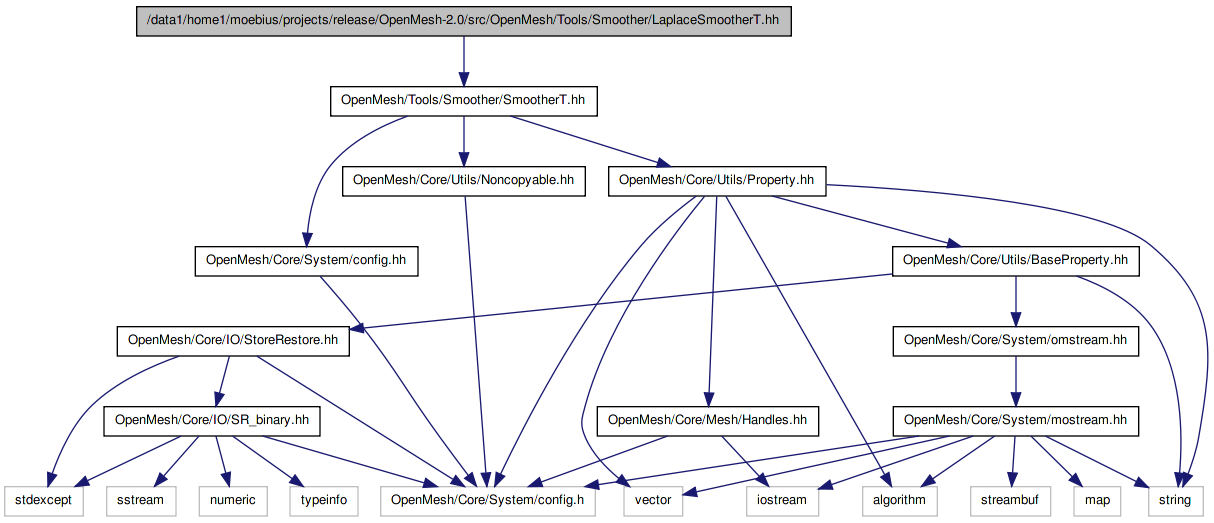 /data1/home1/moebius/projects/release/OpenMesh-2.0/src/OpenMesh/Tools/Smoother/LaplaceSmootherT.hh
OpenMesh/Tools/Smoother/SmootherT.hh
OpenMesh/Core/Utils/Noncopyable.hh
OpenMesh/Core/Utils/Property.hh
OpenMesh/Core/System/config.hh
OpenMesh/Core/Utils/BaseProperty.hh
OpenMesh/Core/IO/StoreRestore.hh
OpenMesh/Core/System/omstream.hh
OpenMesh/Core/IO/SR_binary.hh
OpenMesh/Core/Mesh/Handles.hh
OpenMesh/Core/System/mostream.hh
stdexcept
sstream
numeric
typeinfo
OpenMesh/Core/System/config.h
vector
iostream
algorithm
streambuf
map
string